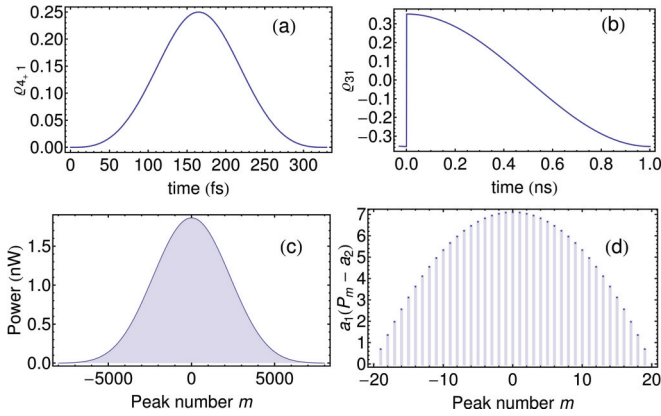 0.25
0.20
0.15
0.10
0.05
0.00
ϱ4+1
(a)
0 50 100 150 200 250 300
time (fs)
0.3
0.2
0.1
0.0
−0.1
−0.2
−0.3
ϱ31
(b)
0.0 0.2 0.4 0.6 0.8 1.0
time (ns)
1.5
1.0
0.5
0.0
Power (nW)
(c)
−5000 0 5000
Peak number m
7
6
5
4
3
2
1
0
a1(Pm − a2)
(d)
−20 −10 0 10 20
Peak number m